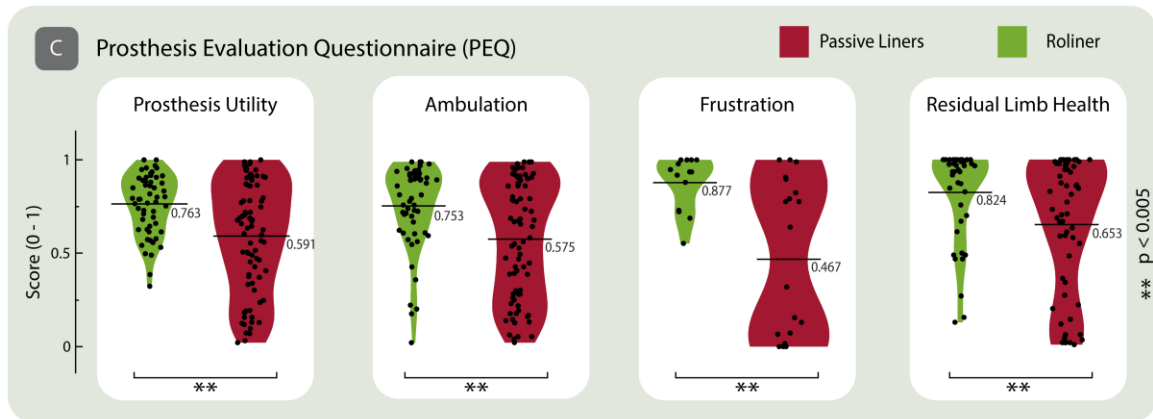 C Prosthesis Evaluation Questionnaire (PEQ)
Passive Liners
Roliner
Prosthesis Utility
Ambulation
Frustration
Residual Limb Health
Score (0 - 1)
1
0.5
0
0.763
0.591
**
0.753
0.575
**
0.877
0.467
**
0.824
0.653
**
** p < 0.005